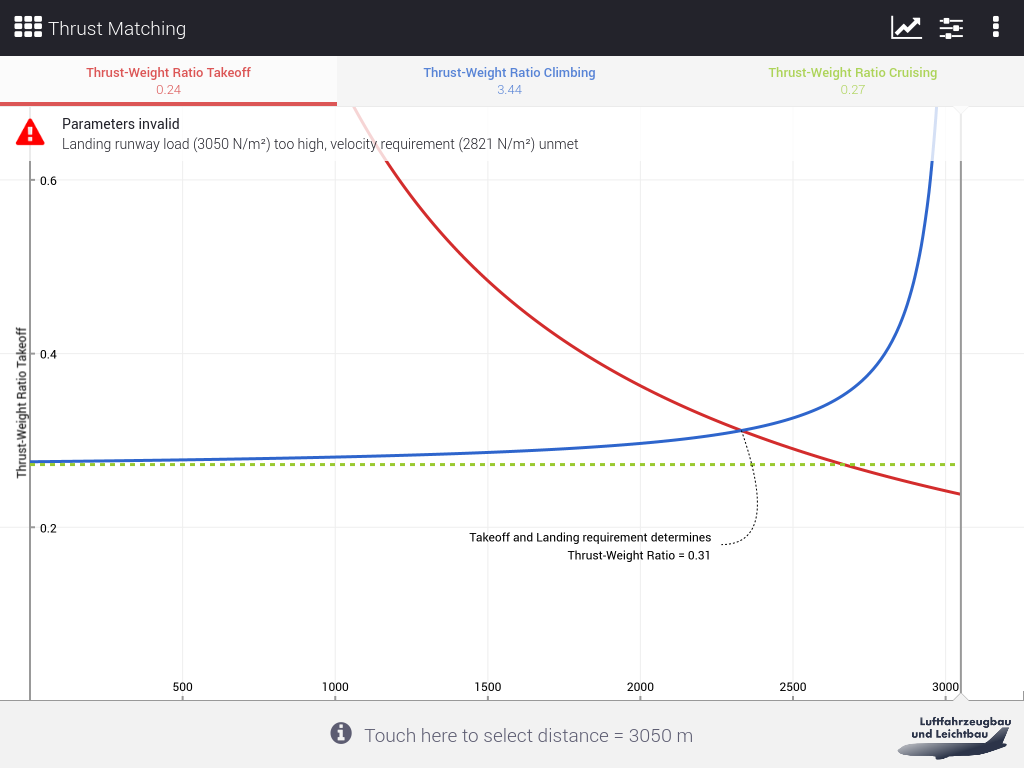 Thrust Matching
Thrust-Weight Ratio Takeoff
0.24
Thrust-Weight Ratio Climbing
3.44
Thrust-Weight Ratio Cruising
0.27
Parameters invalid
Landing runway load (3050 N/m²) too high, velocity requirement (2821 N/m²) unmet
Thrust-Weight Ratio Takeoff
0.6
0.4
0.2
Takeoff and Landing requirement determines
Thrust-Weight Ratio = 0.31
500
1000
1500
2000
2500
3000
Touch here to select distance = 3050 m
Luftfahrzeugbau
und Leichtbau